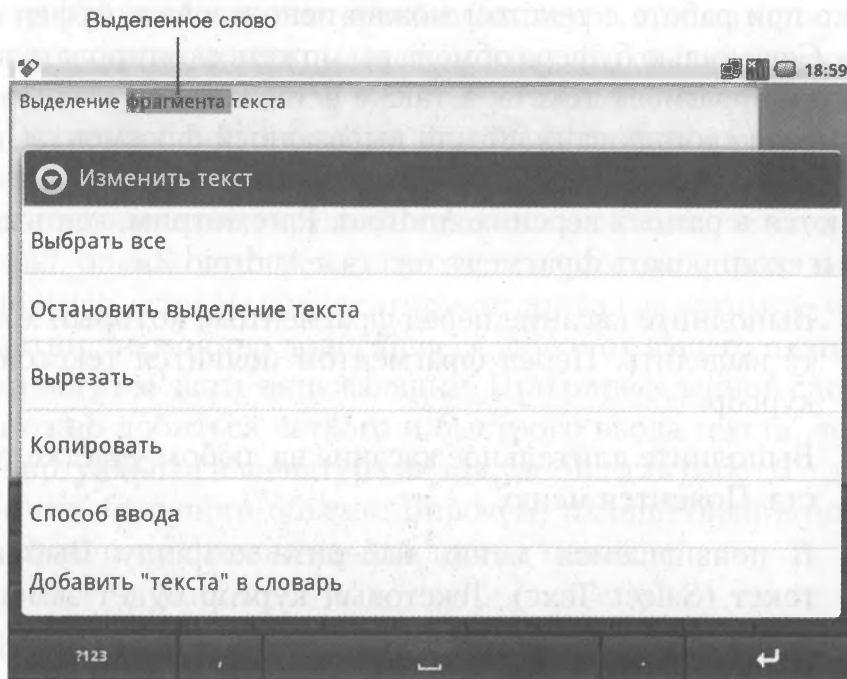 Выделенное слово
18:59
Выделение фрагмента текста
Изменить текст
Выбрать все
Остановить выделение текста
Вырезать
Копировать
Способ ввода
Добавить "текста" в словарь
?123 , .